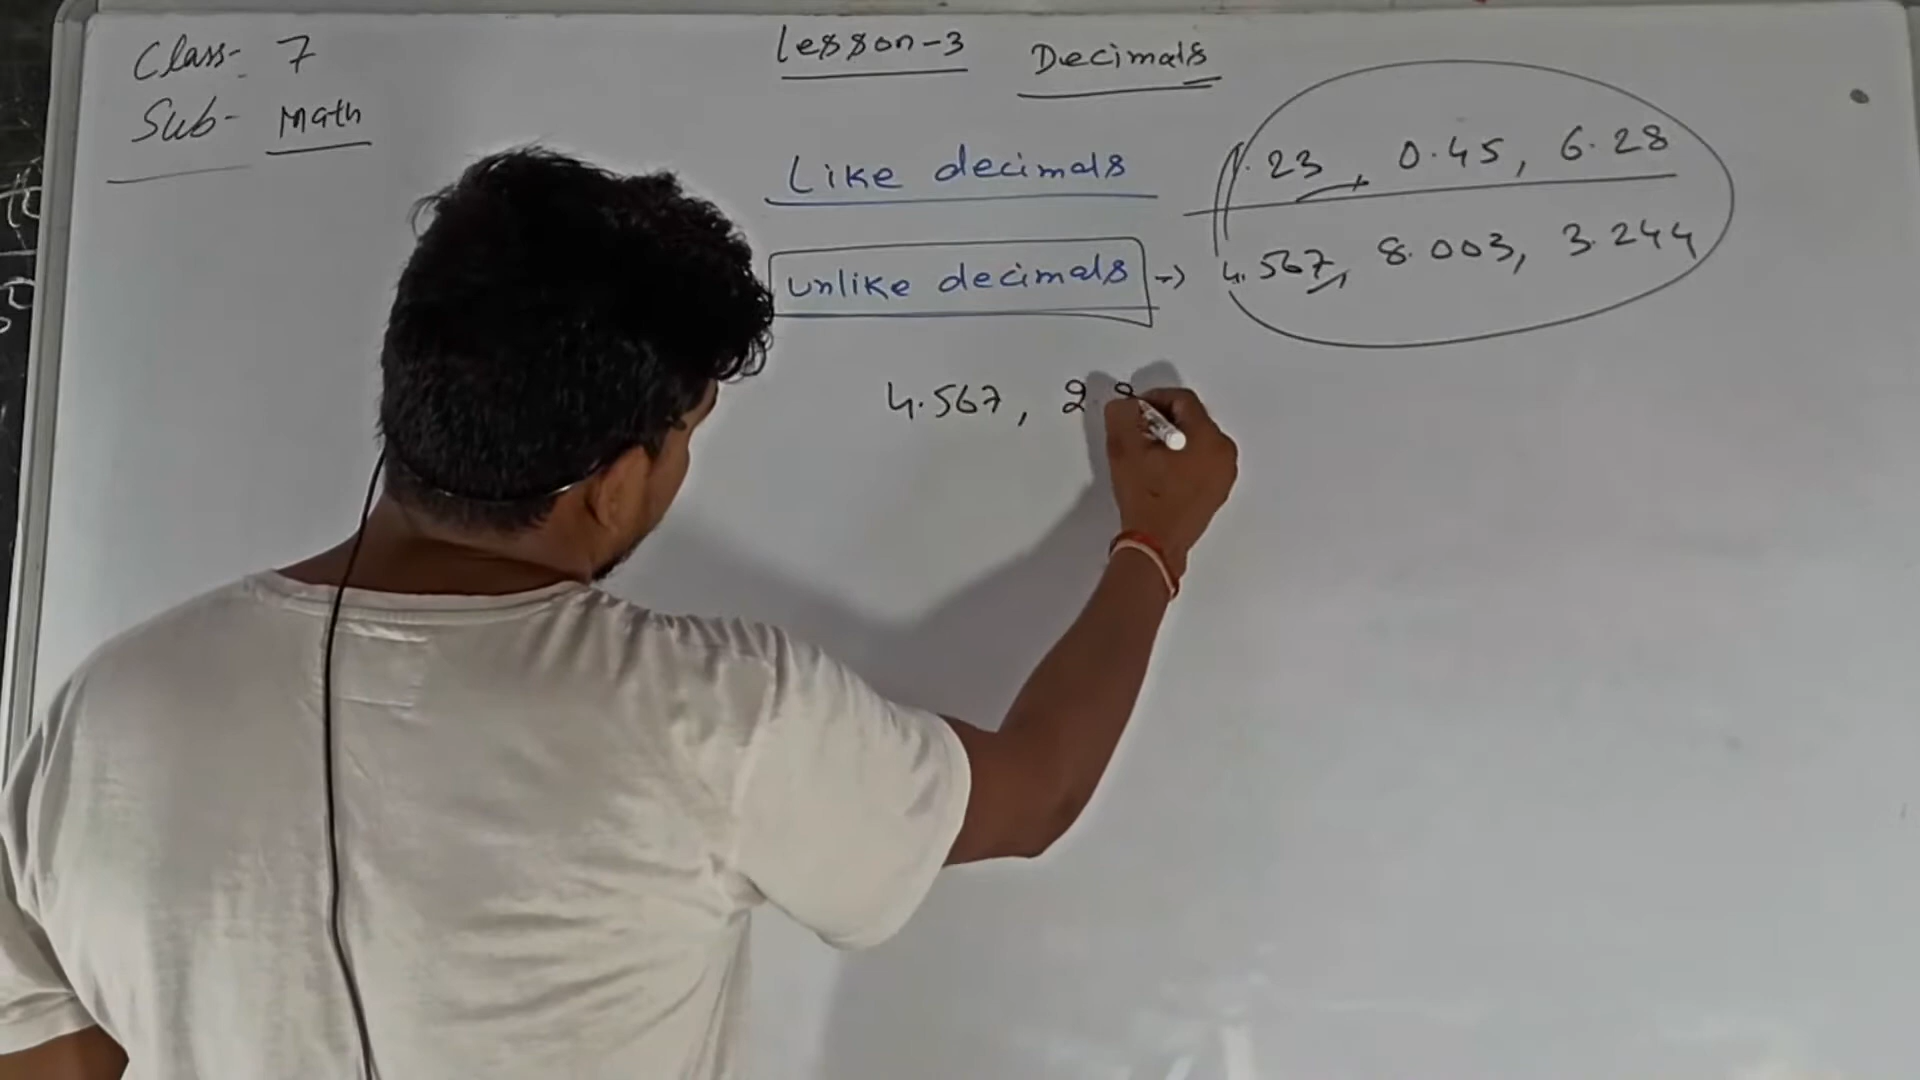 Class- 7
Lesson-3 Decimals
Sub- Math
Like decimals 1.23, 0.45, 6.28
unlike decimals → 4.567, 8.003, 3.244
4.567, 2.